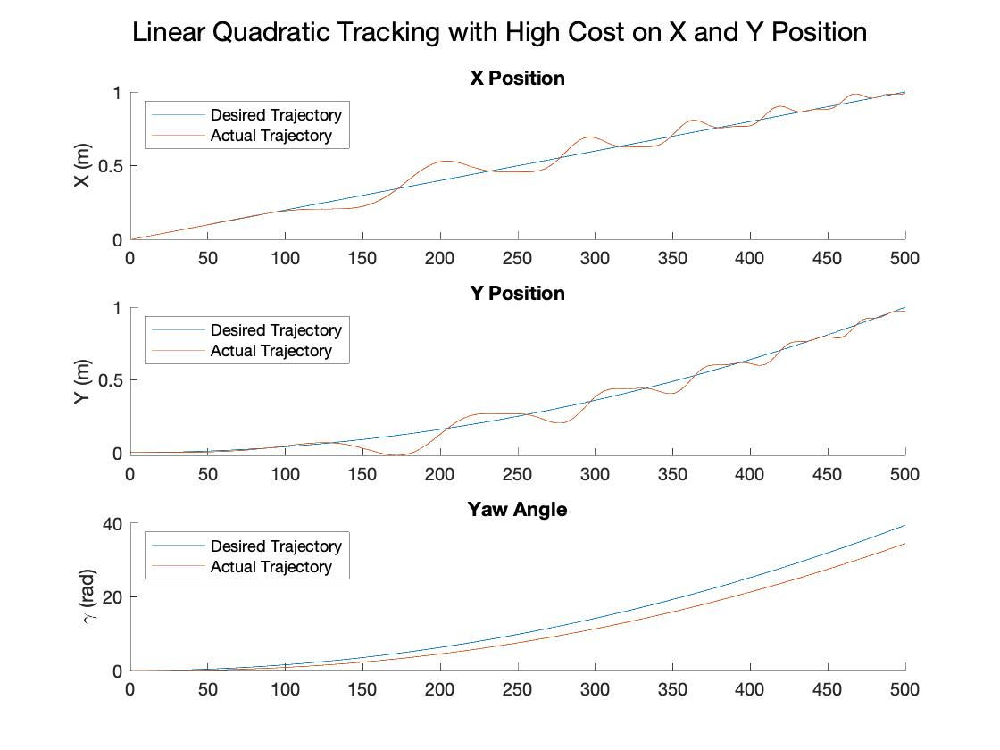 Linear Quadratic Tracking with High Cost on X and Y Position
X Position
1
Desired Trajectory
Actual Trajectory
X (m)
0.5
0
0 50 100 150 200 250 300 350 400 450 500
Y Position
1
Desired Trajectory
Actual Trajectory
Y (m)
0.5
0
0 50 100 150 200 250 300 350 400 450 500
Yaw Angle
40
Desired Trajectory
Actual Trajectory
γ (rad)
20
0
0 50 100 150 200 250 300 350 400 450 500